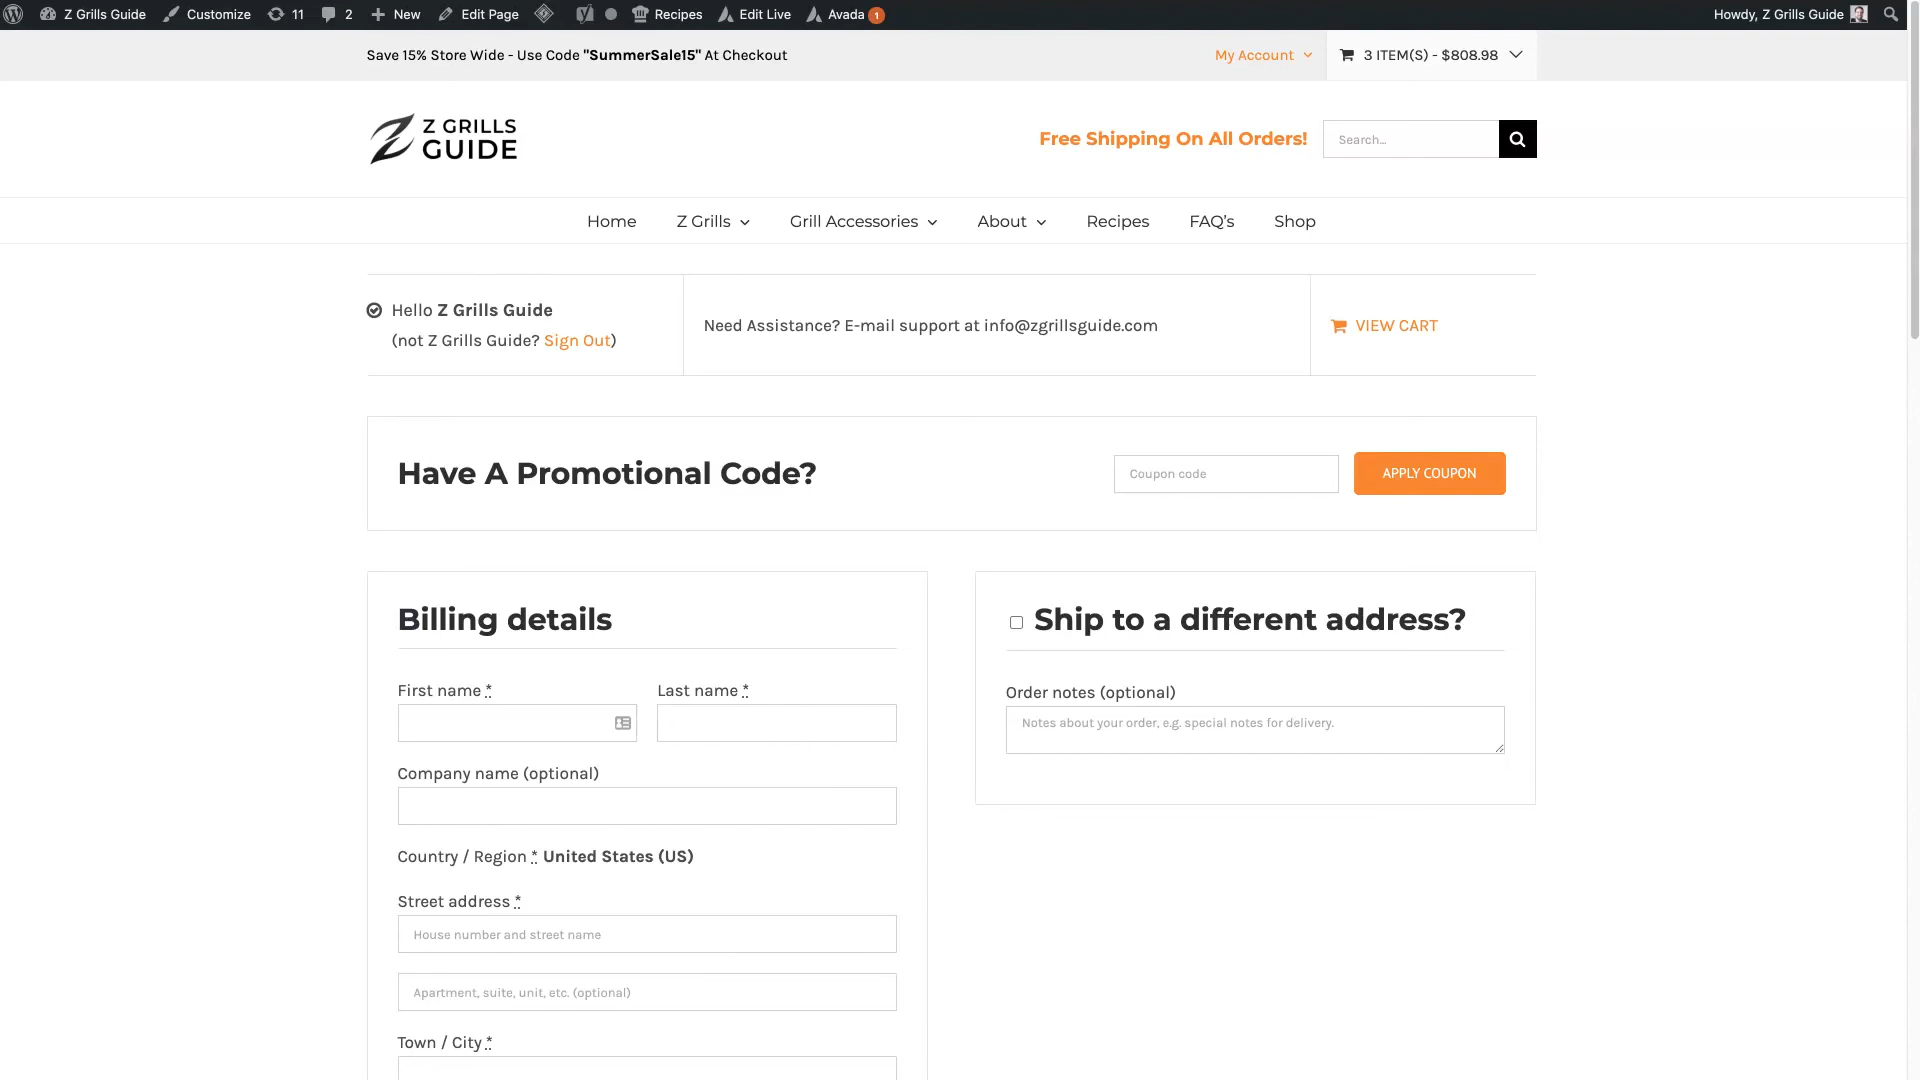 Z Grills Guide Customize 11 2 New Edit Page Recipes Edit Live Avada 1 Howdy, Z Grills Guide
Save 15% Store Wide - Use Code "SummerSale15" At Checkout My Account 3 ITEM(S) - $808.98
Z GRILLS
GUIDE
Free Shipping On All Orders! Search...
Home Z Grills Grill Accessories About Recipes FAQ's Shop
Hello Z Grills Guide
(not Z Grills Guide? Sign Out)
Need Assistance? E-mail support at info@zgrillsguide.com
VIEW CART
Have A Promotional Code? Coupon code APPLY COUPON
Billing details
First name * Last name *
Company name (optional)
Country / Region * United States (US)
Street address *
House number and street name
Apartment, suite, unit, etc. (optional)
Town / City *
Ship to a different address?
Order notes (optional)
Notes about your order, e.g. special notes for delivery.